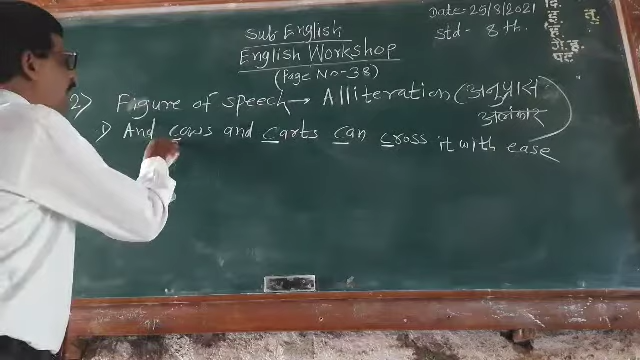 Sub English
English Workshop
(Page No-38)
Date: 25/8/2021
std- 8 th.
2) Figure of speech → Alliteration (अनुप्रास
अलंकार)
1) And cows and carts can cross it with ease